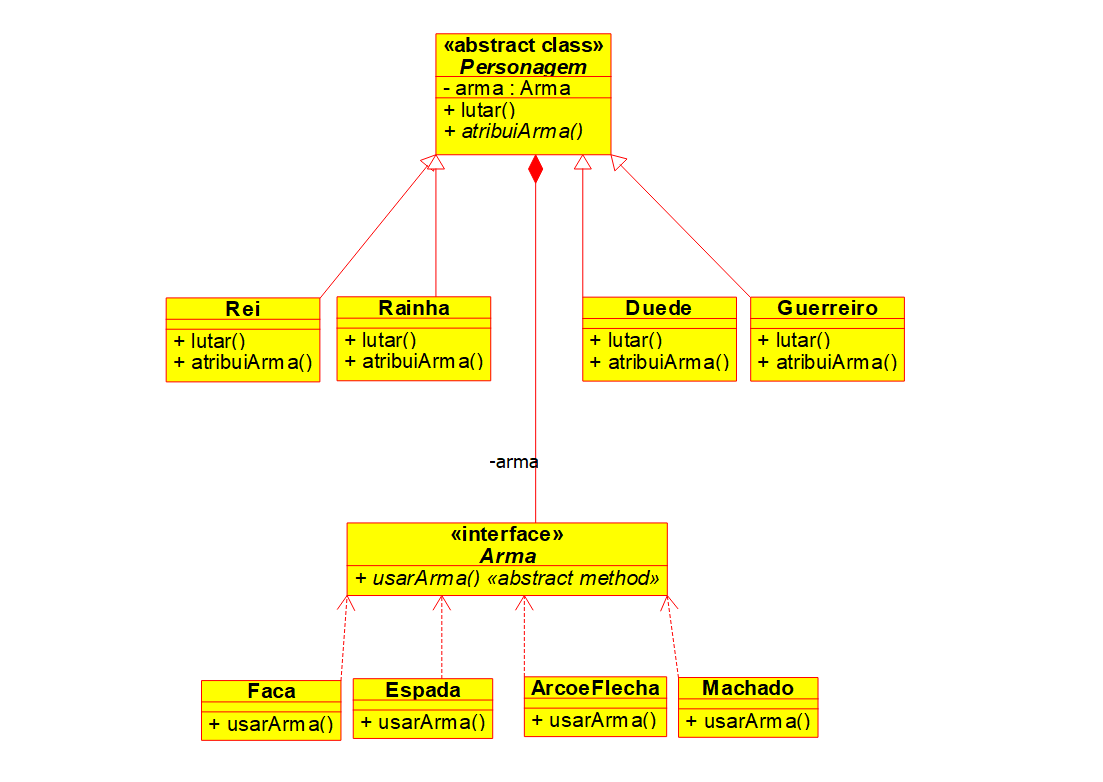 «abstract class»
Personagem
- arma : Arma
+ lutar()
+ atribuiArma()
Rei
+ lutar()
+ atribuiArma()
Rainha
+ lutar()
+ atribuiArma()
Duede
+ lutar()
+ atribuiArma()
Guerreiro
+ lutar()
+ atribuiArma()
-arma
«interface»
Arma
+ usarArma() «abstract method»
Faca
+ usarArma()
Espada
+ usarArma()
ArcoeFlecha
+ usarArma()
Machado
+ usarArma()